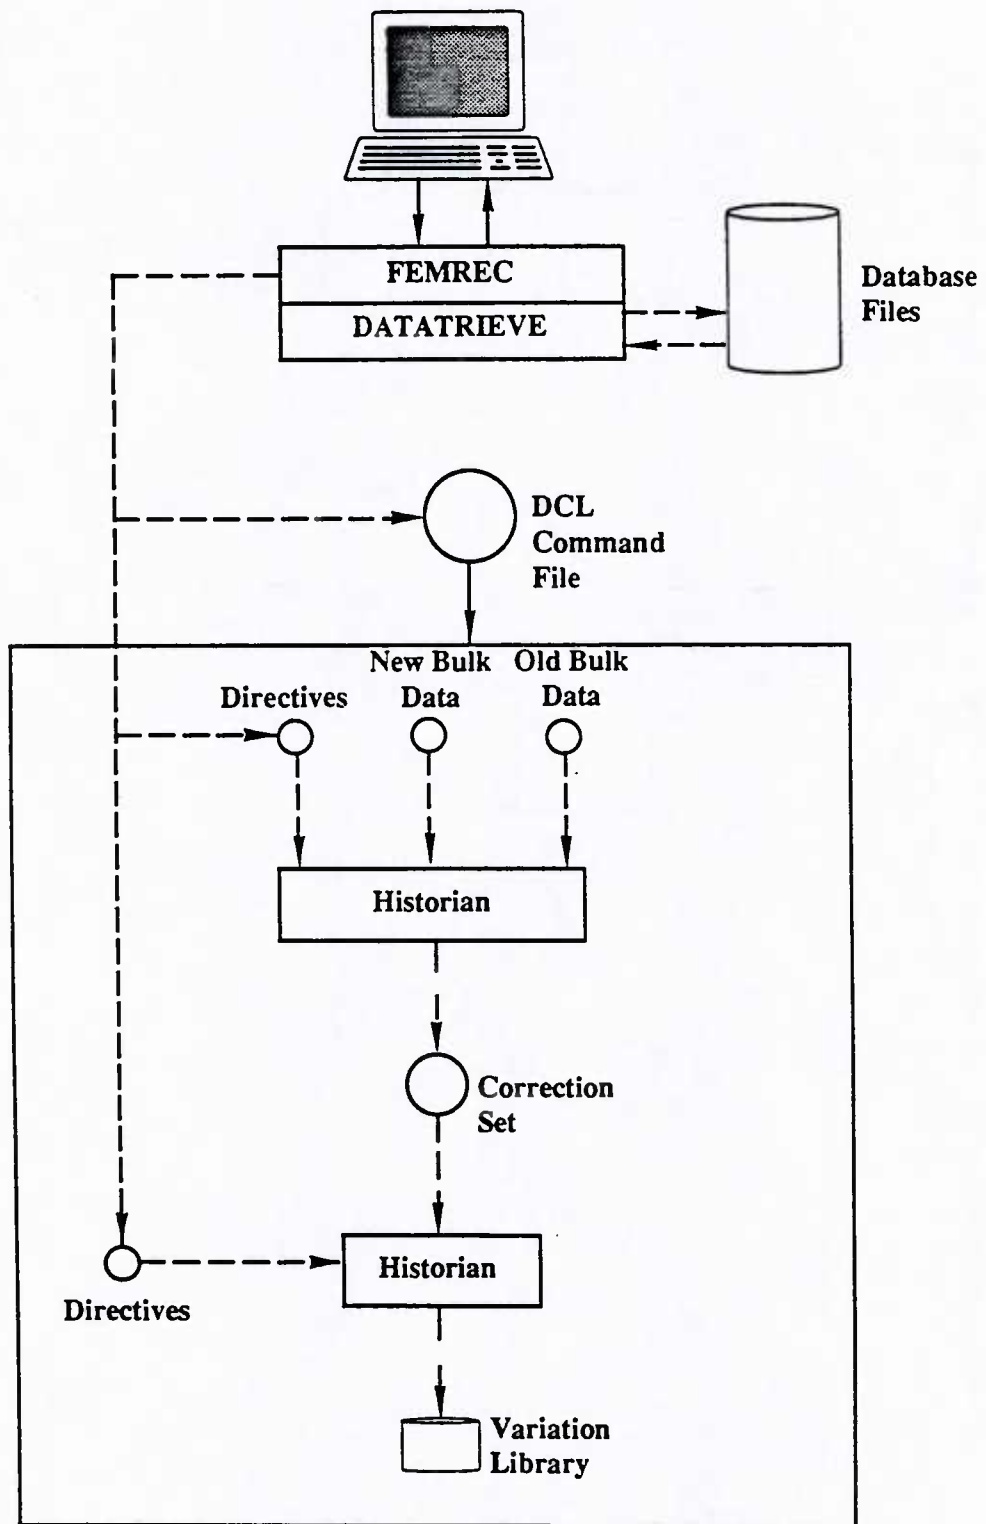 FEMREC
DATATRIEVE
Database
Files
DCL
Command
File
New Bulk
Data
Old Bulk
Data
Directives
Historian
Correction
Set
Historian
Directives
Variation
Library